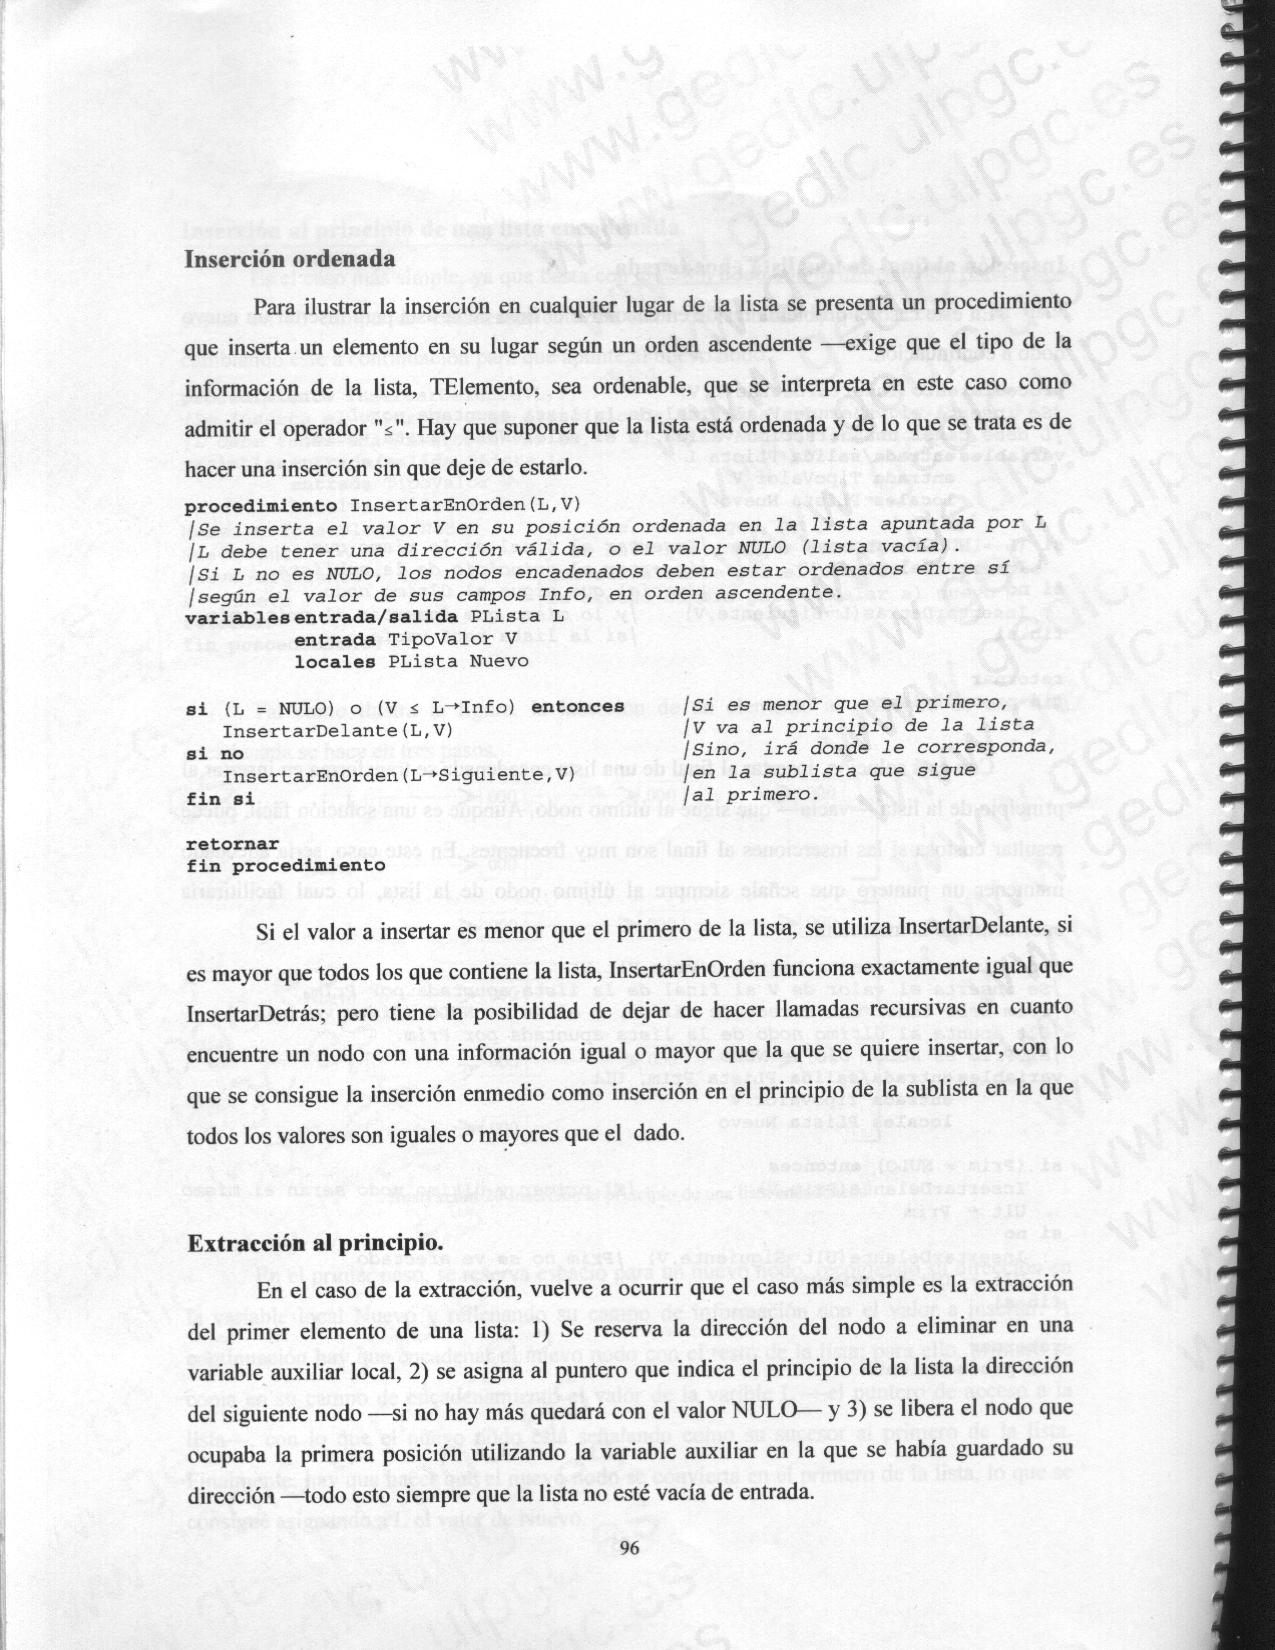 Inserción ordenada
Para ilustrar la inserción en cualquier lugar de la lista se presenta un procedimiento
que inserta un elemento en su lugar según un orden ascendente —exige que el tipo de la
información de la lista, TElemento, sea ordenable, que se interpreta en este caso como
admitir el operador "≤". Hay que suponer que la lista está ordenada y de lo que se trata es de
hacer una inserción sin que deje de estarlo.
procedimiento InsertarEnOrden(L,V)
|Se inserta el valor V en su posición ordenada en la lista apuntada por L
|L debe tener una dirección válida, o el valor NULO (lista vacía).
|Si L no es NULO, los nodos encadenados deben estar ordenados entre sí
|según el valor de sus campos Info, en orden ascendente.
variables entrada/salida PLista L
entrada TipoValor V
locales PLista Nuevo
si (L = NULO) o (V ≤ L→Info) entonces |Si es menor que el primero,
InsertarDelante(L,V) |V va al principio de la lista
si no |Sino, irá donde le corresponda,
InsertarEnOrden(L→Siguiente,V) |en la sublista que sigue
fin si |al primero.
retornar
fin procedimiento
Si el valor a insertar es menor que el primero de la lista, se utiliza InsertarDelante, si
es mayor que todos los que contiene la lista, InsertarEnOrden funciona exactamente igual que
InsertarDetrás; pero tiene la posibilidad de dejar de hacer llamadas recursivas en cuanto
encuentre un nodo con una información igual o mayor que la que se quiere insertar, con lo
que se consigue la inserción enmedio como inserción en el principio de la sublista en la que
todos los valores son iguales o mayores que el dado.
Extracción al principio.
En el caso de la extracción, vuelve a ocurrir que el caso más simple es la extracción
del primer elemento de una lista: 1) Se reserva la dirección del nodo a eliminar en una
variable auxiliar local, 2) se asigna al puntero que indica el principio de la lista la dirección
del siguiente nodo —si no hay más quedará con el valor NULO— y 3) se libera el nodo que
ocupaba la primera posición utilizando la variable auxiliar en la que se había guardado su
dirección —todo esto siempre que la lista no esté vacía de entrada.
96